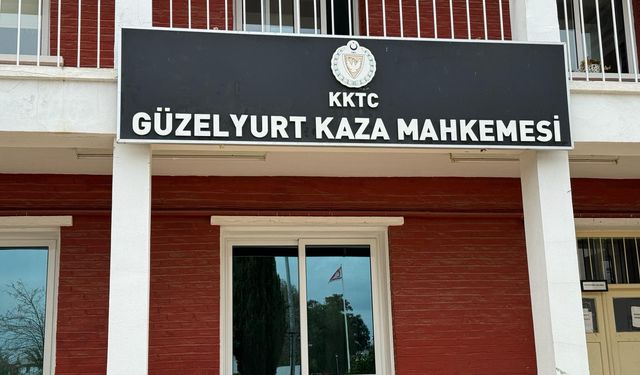 KKTC
GÜZELYURT KAZA MAHKEMESİ